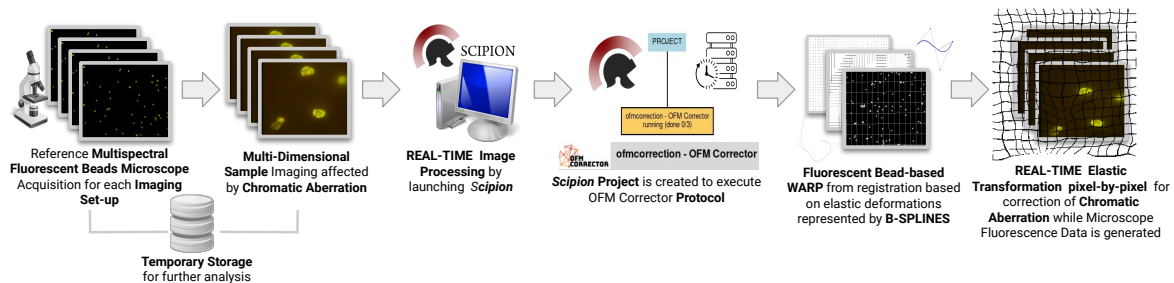 Reference Multispectral
Fluorescent Beads Microscope
Acquisition for each Imaging
Set-up
Multi-Dimensional
Sample Imaging affected
by Chromatic Aberration
Temporary Storage
for further analysis
SCIPION
REAL-TIME Image
Processing by
launching Scipion
PROJECT
ofmcorrection - OFM Corrector
running (done 0/3)
OFM
CORRECTOR
ofmcorrection - OFM Corrector
Scipion Project is created to execute
OFM Corrector Protocol
Fluorescent Bead-based
WARP from registration based
on elastic deformations
represented by B-SPLINES
REAL-TIME Elastic
Transformation pixel-by-pixel for
correction of Chromatic
Aberration while Microscope
Fluorescence Data is generated